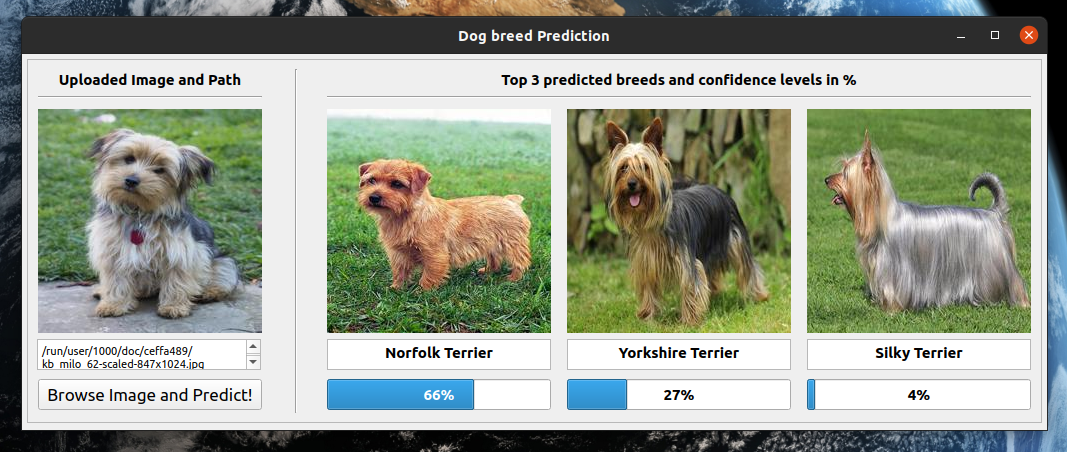 Dog breed Prediction
Uploaded Image and Path
Top 3 predicted breeds and confidence levels in %
/run/user/1000/doc/ceffa489/
kb_milo_62-scaled-847x1024.jpg
Norfolk Terrier
Yorkshire Terrier
Silky Terrier
Browse Image and Predict!
66%
27%
4%